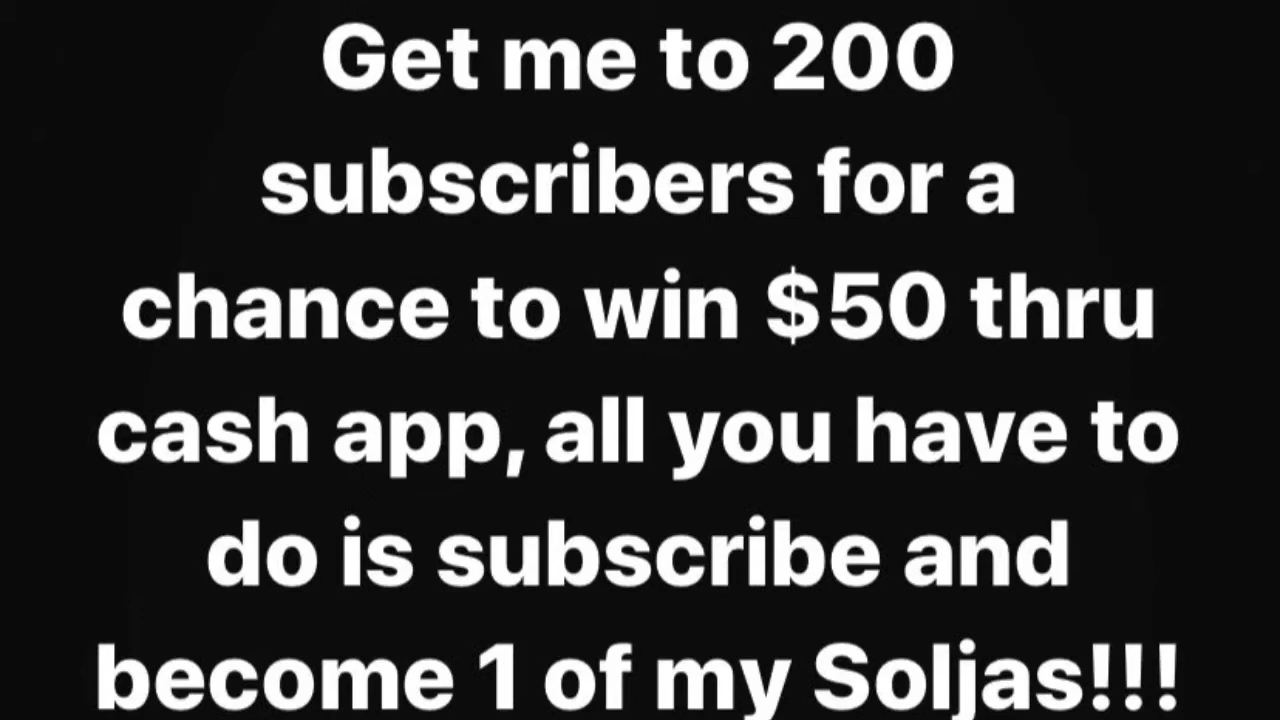 Get me to 200
subscribers for a
chance to win $50 thru
cash app, all you have to
do is subscribe and
become 1 of my Soljas!!!